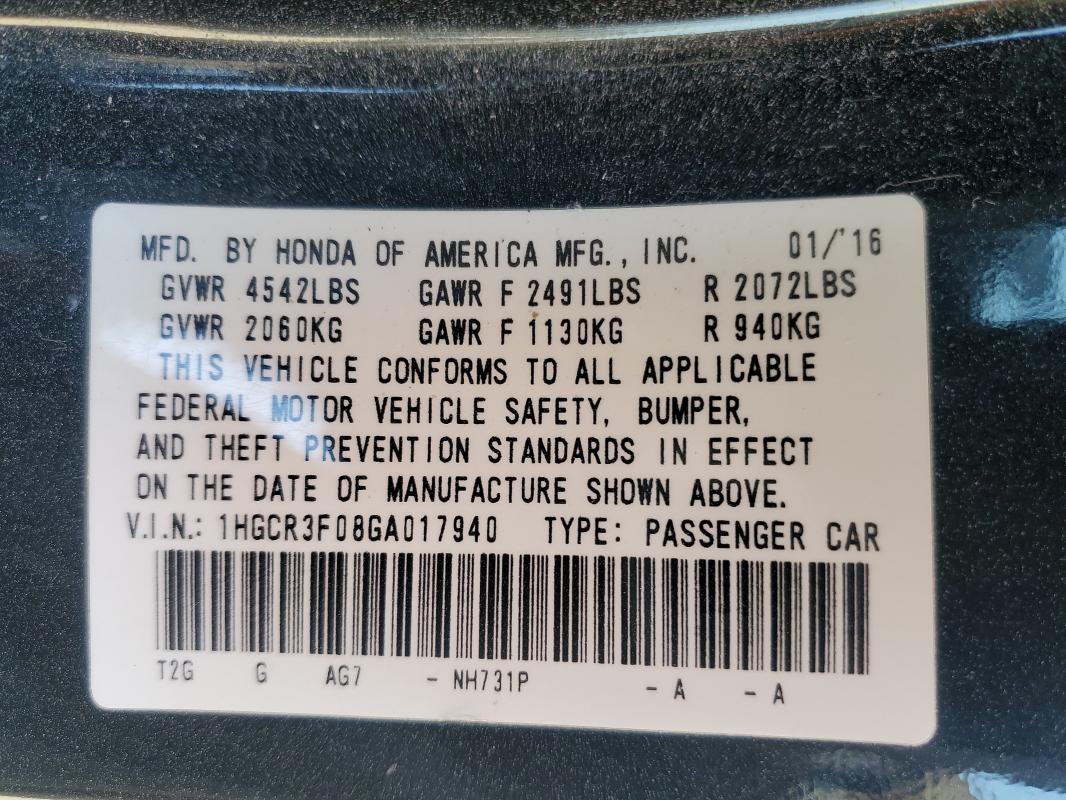 MFD. BY HONDA OF AMERICA MFG., INC. 01/'16
GVWR 4542LBS GAWR F 2491LBS R 2072LBS
GVWR 2060KG GAWR F 1130KG R 940KG
THIS VEHICLE CONFORMS TO ALL APPLICABLE
FEDERAL MOTOR VEHICLE SAFETY, BUMPER,
AND THEFT PREVENTION STANDARDS IN EFFECT
ON THE DATE OF MANUFACTURE SHOWN ABOVE.
V.I.N.: 1HGCR3F08GA017940 TYPE: PASSENGER CAR
T2G G AG7 - NH731P - A - A